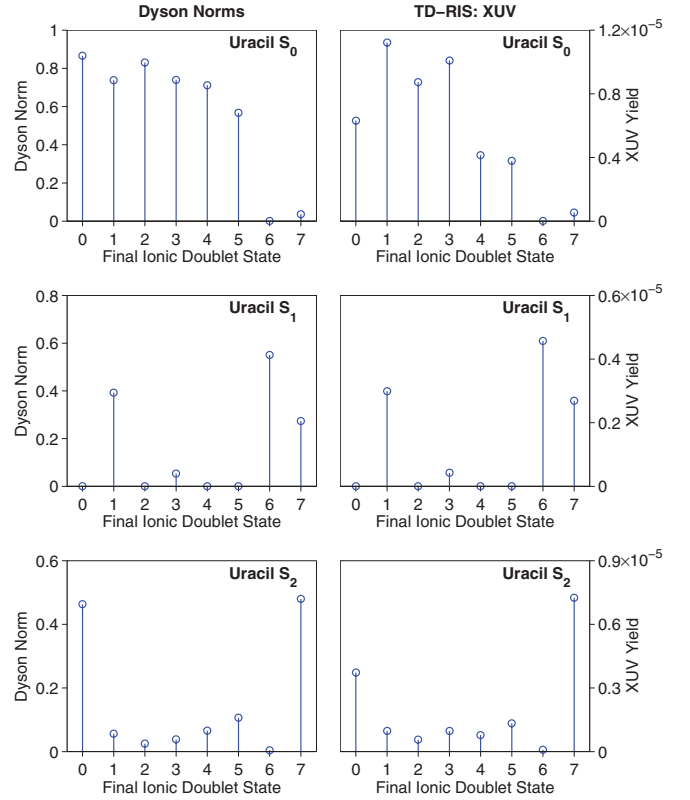 Dyson Norms
TD−RIS: XUV
Uracil S0
1
0.8
0.6
0.4
0.2
0
Dyson Norm
0 1 2 3 4 5 6 7
Final Ionic Doublet State
Uracil S0
1.2×10-5
0.8
0.4
0
XUV Yield
0 1 2 3 4 5 6 7
Final Ionic Doublet State
Uracil S1
0.8
0.6
0.4
0.2
0
Dyson Norm
0 1 2 3 4 5 6 7
Final Ionic Doublet State
Uracil S1
0.6×10-5
0.4
0.2
0
XUV Yield
0 1 2 3 4 5 6 7
Final Ionic Doublet State
Uracil S2
0.6
0.4
0.2
0
Dyson Norm
0 1 2 3 4 5 6 7
Final Ionic Doublet State
Uracil S2
0.9×10-5
0.6
0.3
0
XUV Yield
0 1 2 3 4 5 6 7
Final Ionic Doublet State